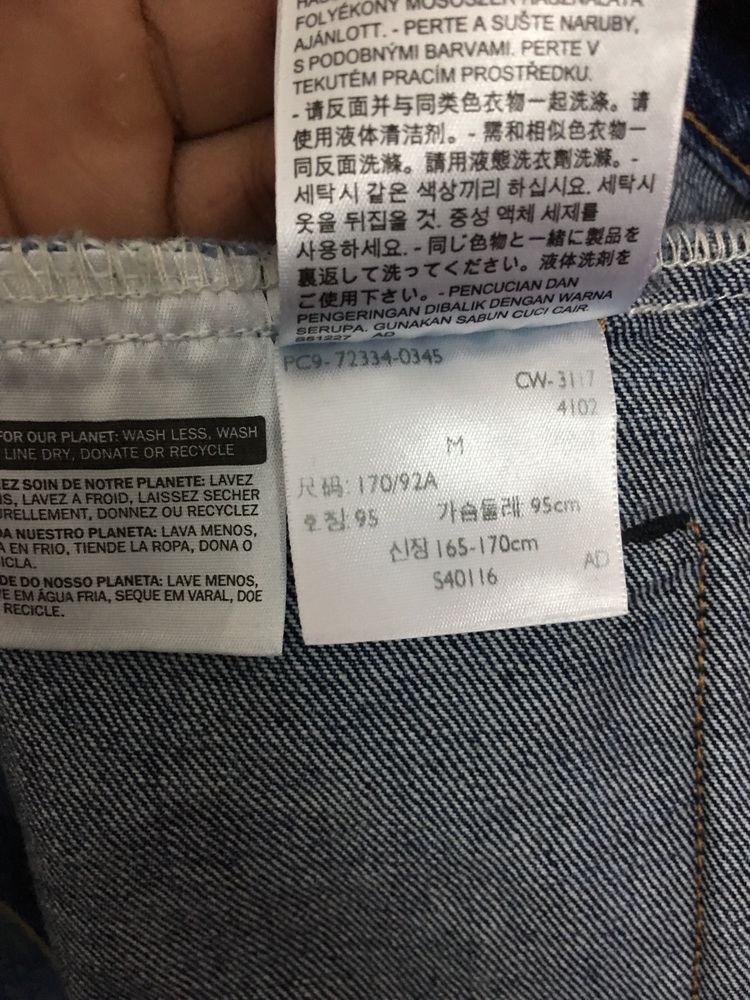 FOLYÉKONY MOSÓSZER HASZNÁLATA
AJÁNLOTT. - PERTE A SUŠTE NARUBY,
S PODOBNÝMI BARVAMI. PERTE V
TEKUTÉM PRACÍM PROSTŘEDKU.
- 请反面并与同类色衣物一起洗涤。请
使用液体清洁剂。- 需和相似色衣物一
同反面洗滌。請用液態洗衣劑洗滌。-
세탁시 같은 색상끼리 하십시요. 세탁시
옷을 뒤집을 것. 중성 액체 세제를
사용하세요. - 同じ色物と一緒に製品を
裏返して洗ってください。液体洗剤を
ご使用下さい。- PENCUCIAN DAN
PENGERINGAN DIBALIK DENGAN WARNA
SERUPA. GUNAKAN SABUN CUCI CAIR.
SS1227 AD
PC9-72334-0345
CW-3117
4102
M
尺码: 170/92A
호칭: 95 가슴둘레 95cm
신장 165-170cm
AD
S40116
FOR OUR PLANET: WASH LESS, WASH
LINE DRY, DONATE OR RECYCLE
EZ SOIN DE NOTRE PLANETE: LAVEZ
NS, LAVEZ A FROID, LAISSEZ SECHER
URELLEMENT, DONNEZ OU RECYCLEZ
DA NUESTRO PLANETA: LAVA MENOS,
A EN FRIO, TIENDE LA ROPA, DONA O
ICLA.
DE DO NOSSO PLANETA: LAVE MENOS,
VE EM ÁGUA FRIA, SEQUE EM VARAL, DOE
RECICLE.